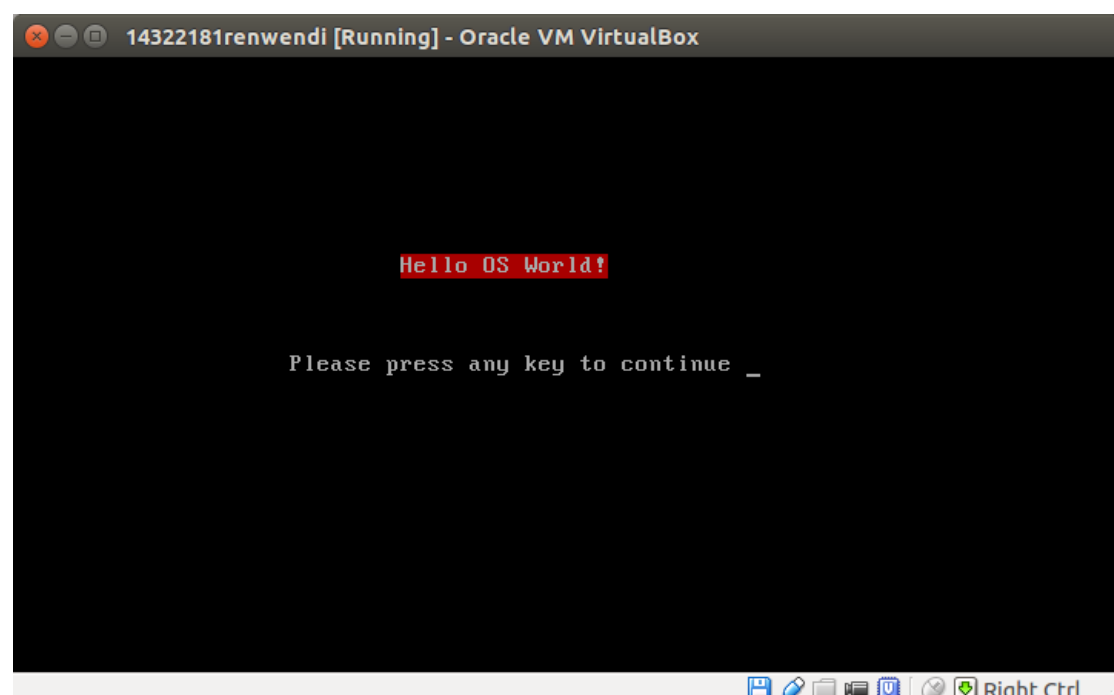 14322181renwendi [Running] - Oracle VM VirtualBox
Hello OS World!
Please press any key to continue _
Right Ctrl